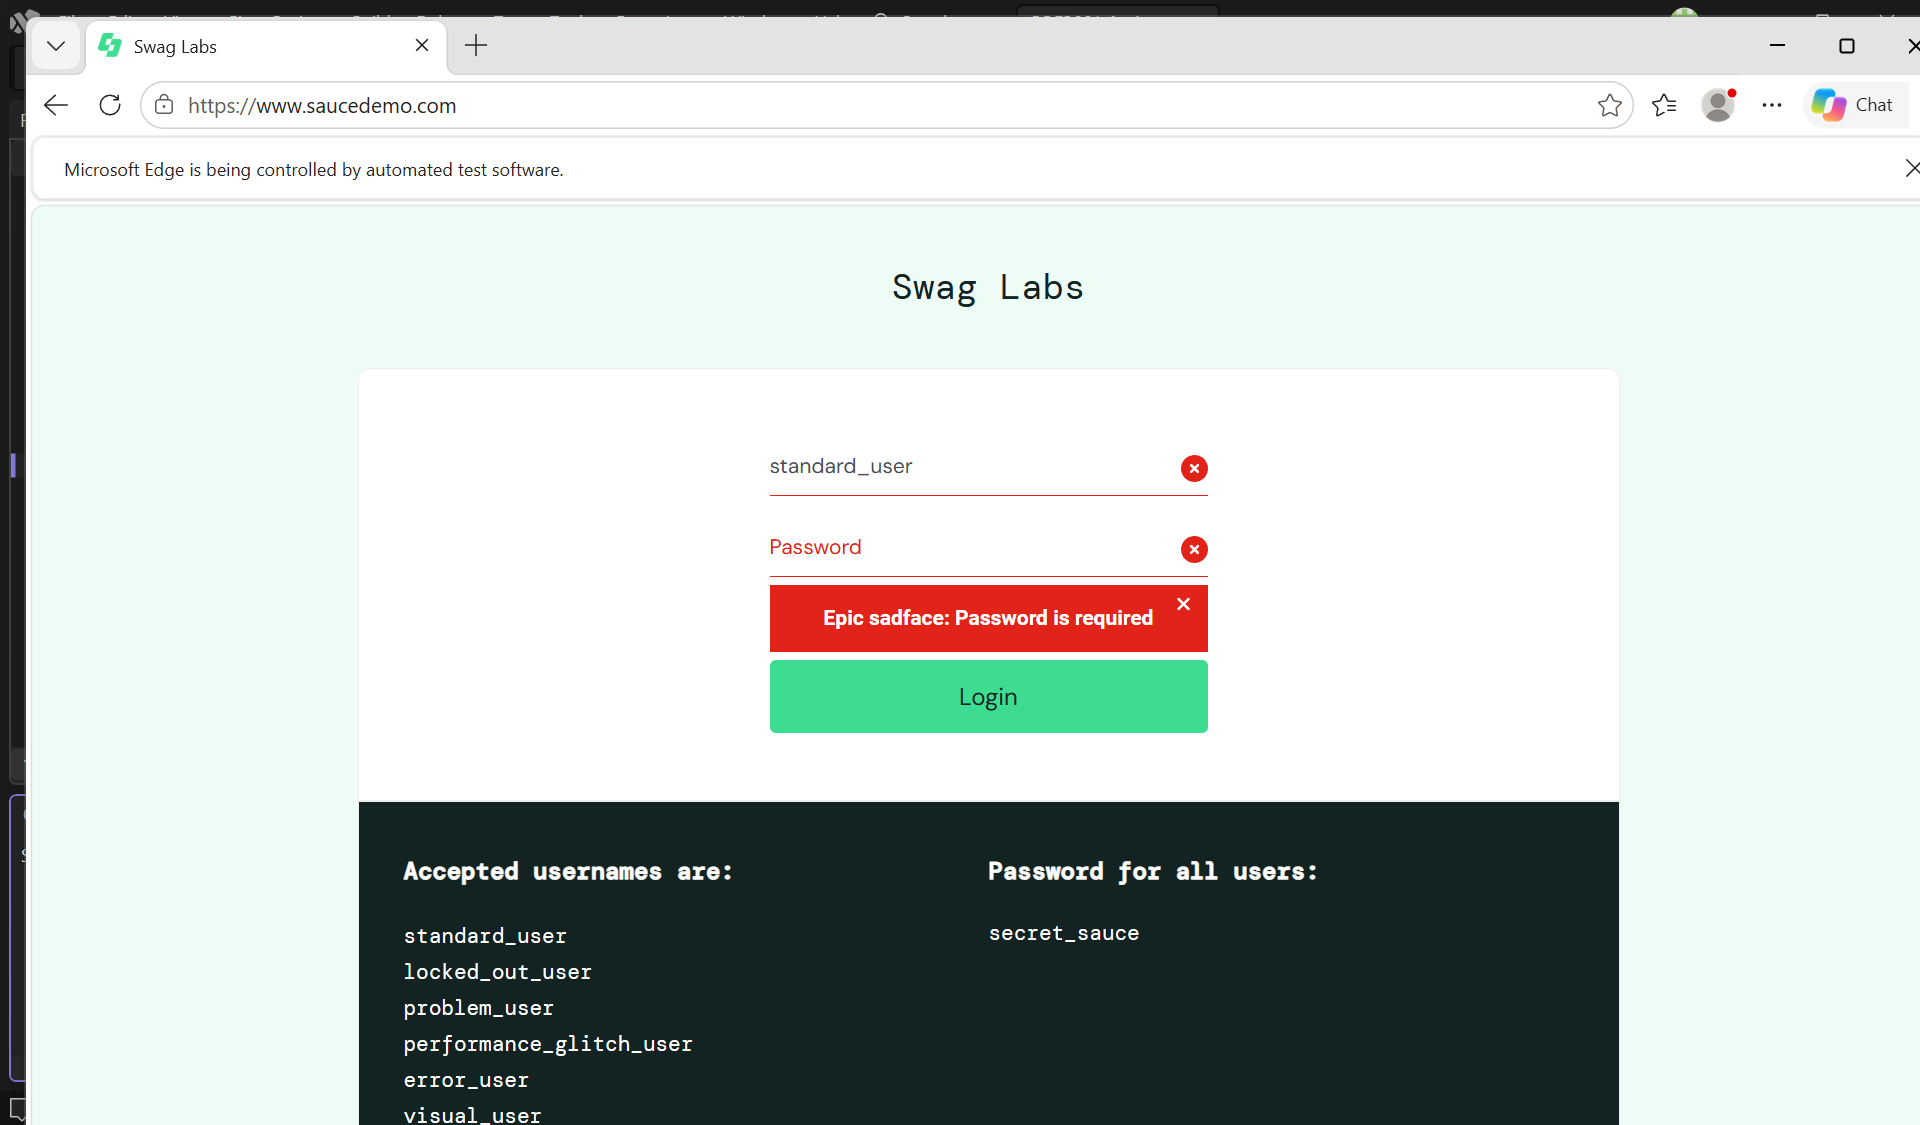 Swag Labs
https://www.saucedemo.com
Chat
Microsoft Edge is being controlled by automated test software.
Swag Labs
standard_user
Password
Epic sadface: Password is required
Login
Accepted usernames are:
standard_user
locked_out_user
problem_user
performance_glitch_user
error_user
visual_user
Password for all users:
secret_sauce